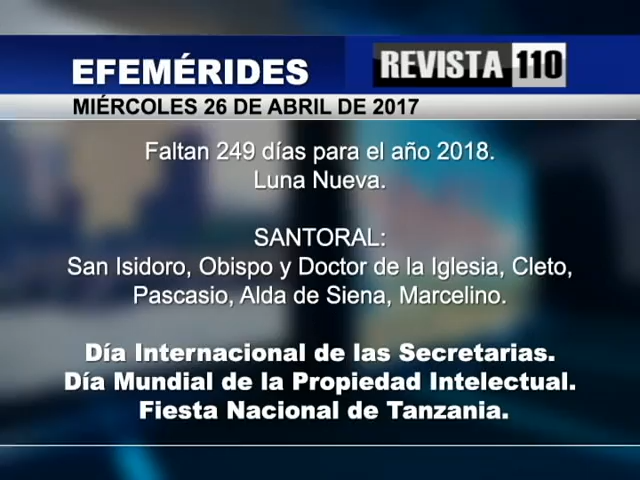 EFEMÉRIDES
REVISTA 110
MIÉRCOLES 26 DE ABRIL DE 2017
Faltan 249 días para el año 2018.
Luna Nueva.
SANTORAL:
San Isidoro, Obispo y Doctor de la Iglesia, Cleto,
Pascasio, Alda de Siena, Marcelino.
Día Internacional de las Secretarias.
Día Mundial de la Propiedad Intelectual.
Fiesta Nacional de Tanzania.